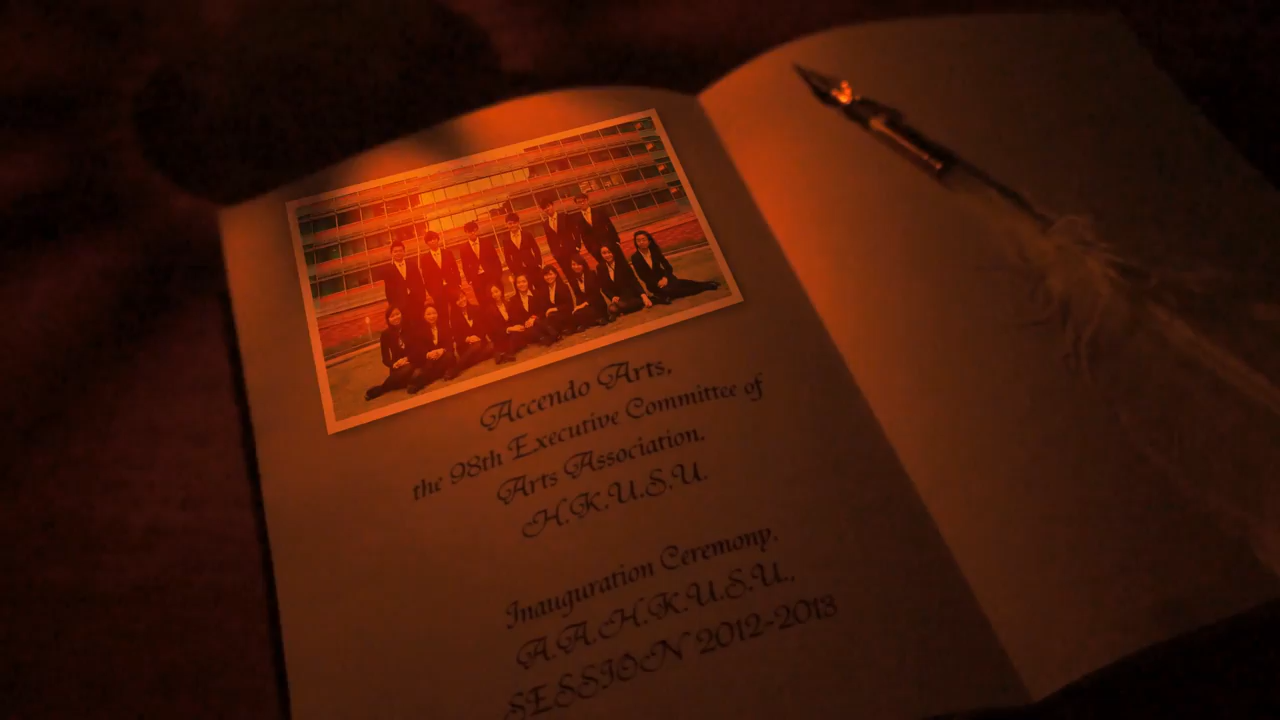 Accendo Arts,
the 98th Executive Committee of
Arts Association,
H.K.U.S.U.
Inauguration Ceremony,
A.A.H.K.U.S.U.,
SESSION 2012-2013